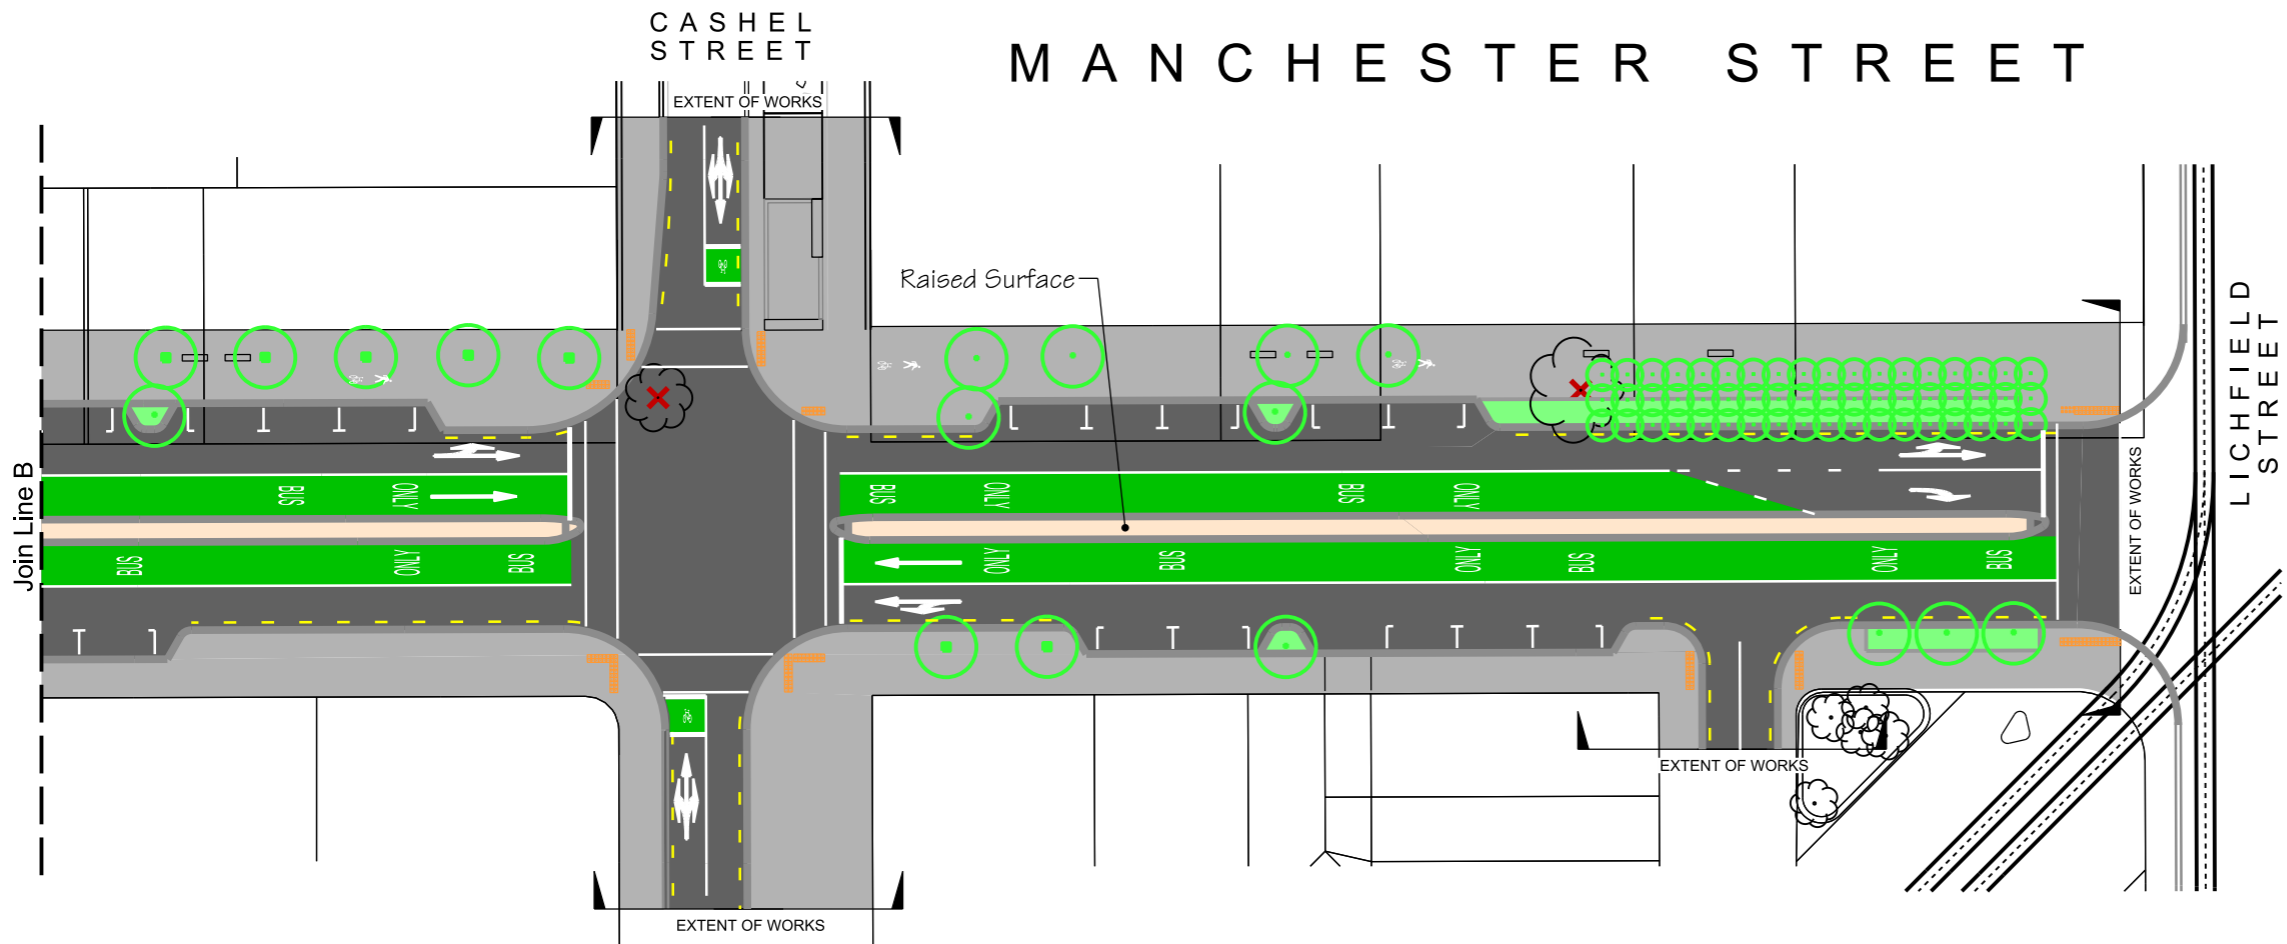 CASHEL
STREET
MANCHESTER STREET
EXTENT OF WORKS
Raised Surface
LICHFIELD
STREET
Join Line B
BUS ONLY
BUS ONLY BUS ONLY
BUS ONLY BUS
ONLY BUS ONLY BUS ONLY BUS
EXTENT OF WORKS
EXTENT OF WORKS
EXTENT OF WORKS